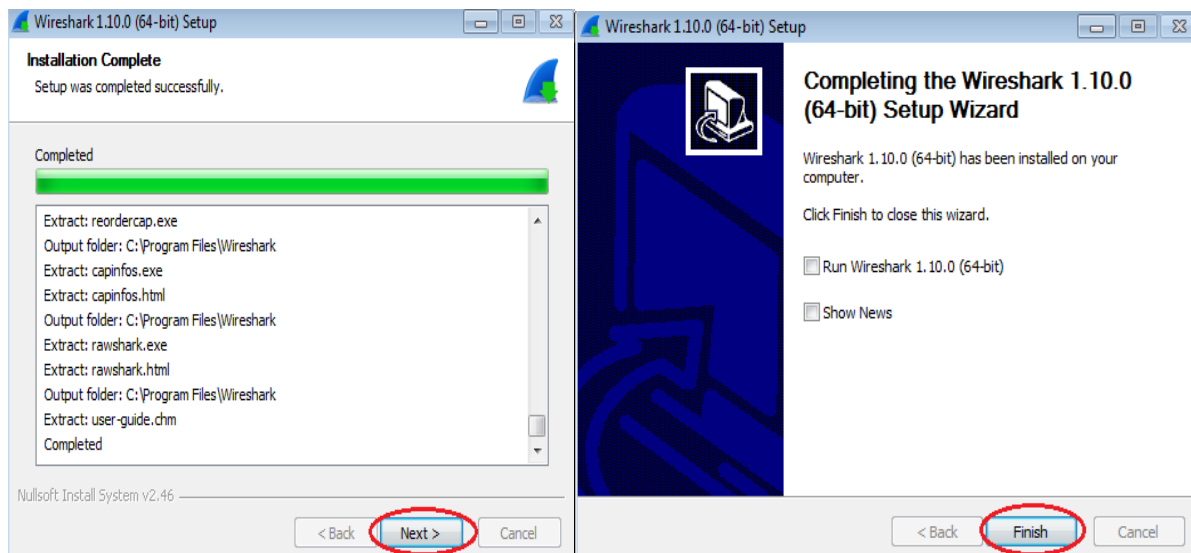 Wireshark 1.10.0 (64-bit) Setup
Installation Complete
Setup was completed successfully.
Completed
Extract: reordercap.exe
Output folder: C:\Program Files\Wireshark
Extract: capinfos.exe
Extract: capinfos.html
Output folder: C:\Program Files\Wireshark
Extract: rawshark.exe
Extract: rawshark.html
Output folder: C:\Program Files\Wireshark
Extract: user-guide.chm
Completed
Nullsoft Install System v2.46
< Back
Next >
Cancel
Wireshark 1.10.0 (64-bit) Setup
Completing the Wireshark 1.10.0
(64-bit) Setup Wizard
Wireshark 1.10.0 (64-bit) has been installed on your
computer.
Click Finish to close this wizard.
Run Wireshark 1.10.0 (64-bit)
Show News
< Back
Finish
Cancel